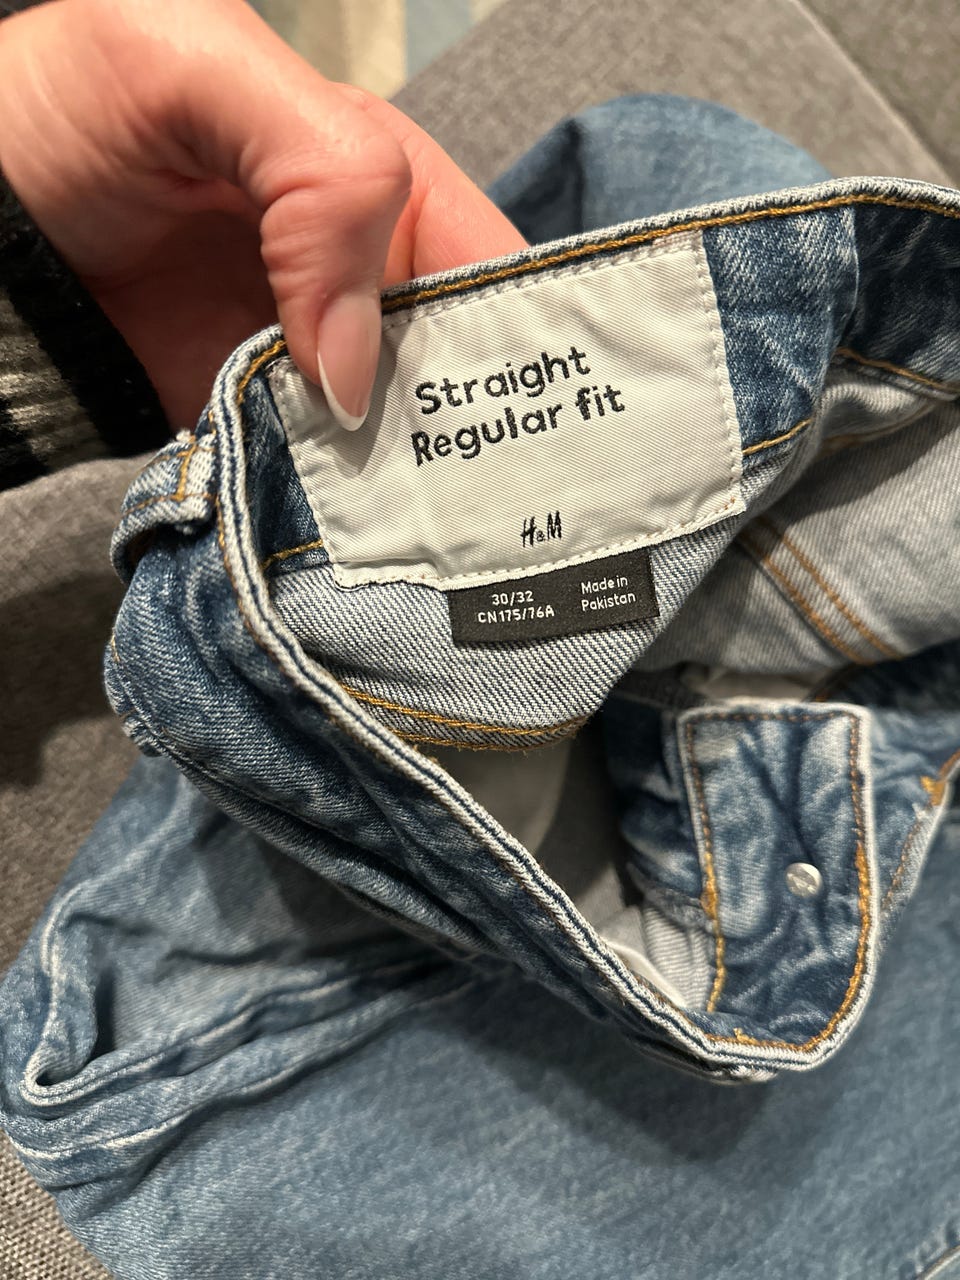 Straight
Regular fit
H&M
30/32
CN175/76A
Made in
Pakistan